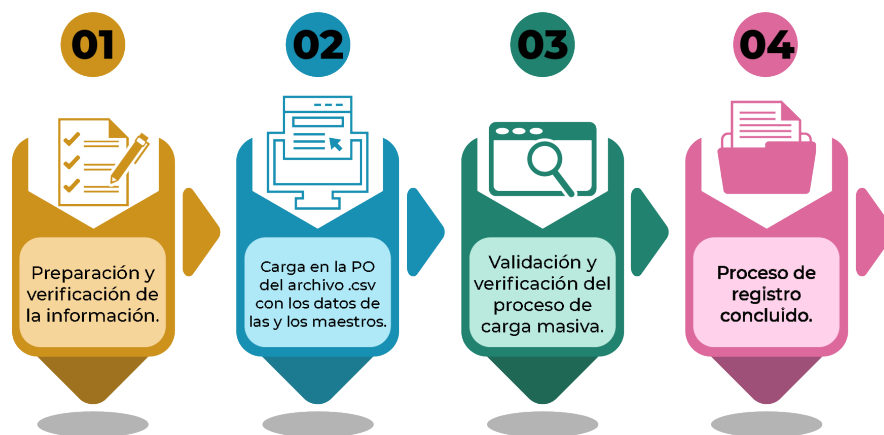 01
Preparación y
verificación de
la información.
02
Carga en la PO
del archivo .csv
con los datos de
las y los maestros.
03
Validación y
verificación del
proceso de
carga masiva.
04
Proceso de
registro
concluido.